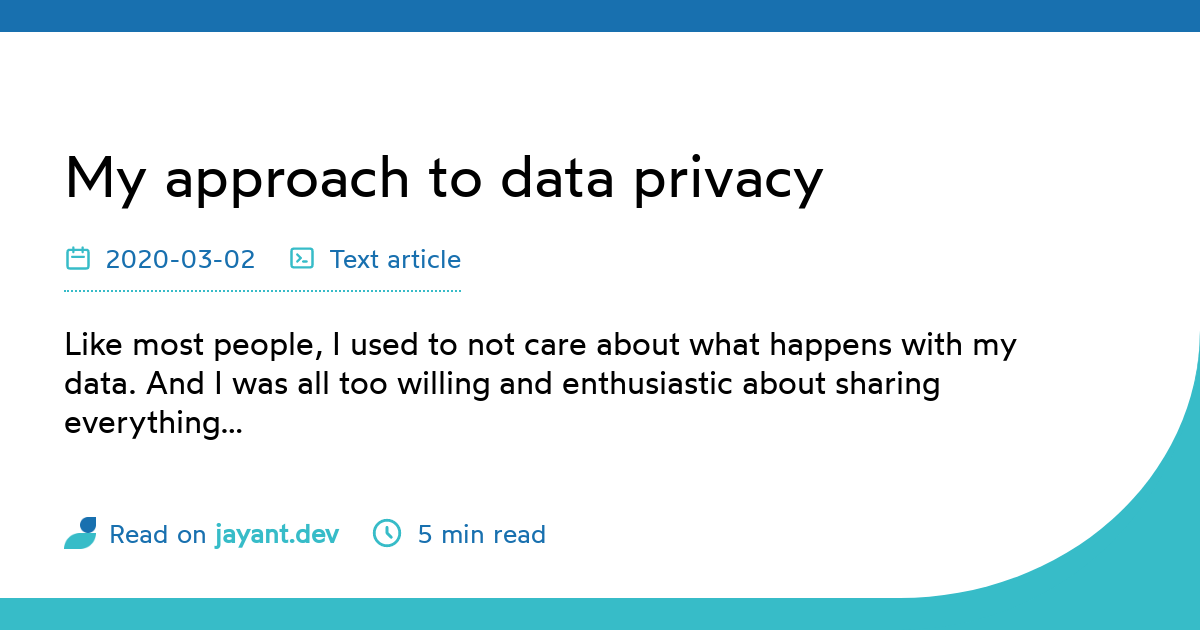 My approach to data privacy
2020-03-02 Text article
Like most people, I used to not care about what happens with my
data. And I was all too willing and enthusiastic about sharing
everything...
Read on jayant.dev 5 min read